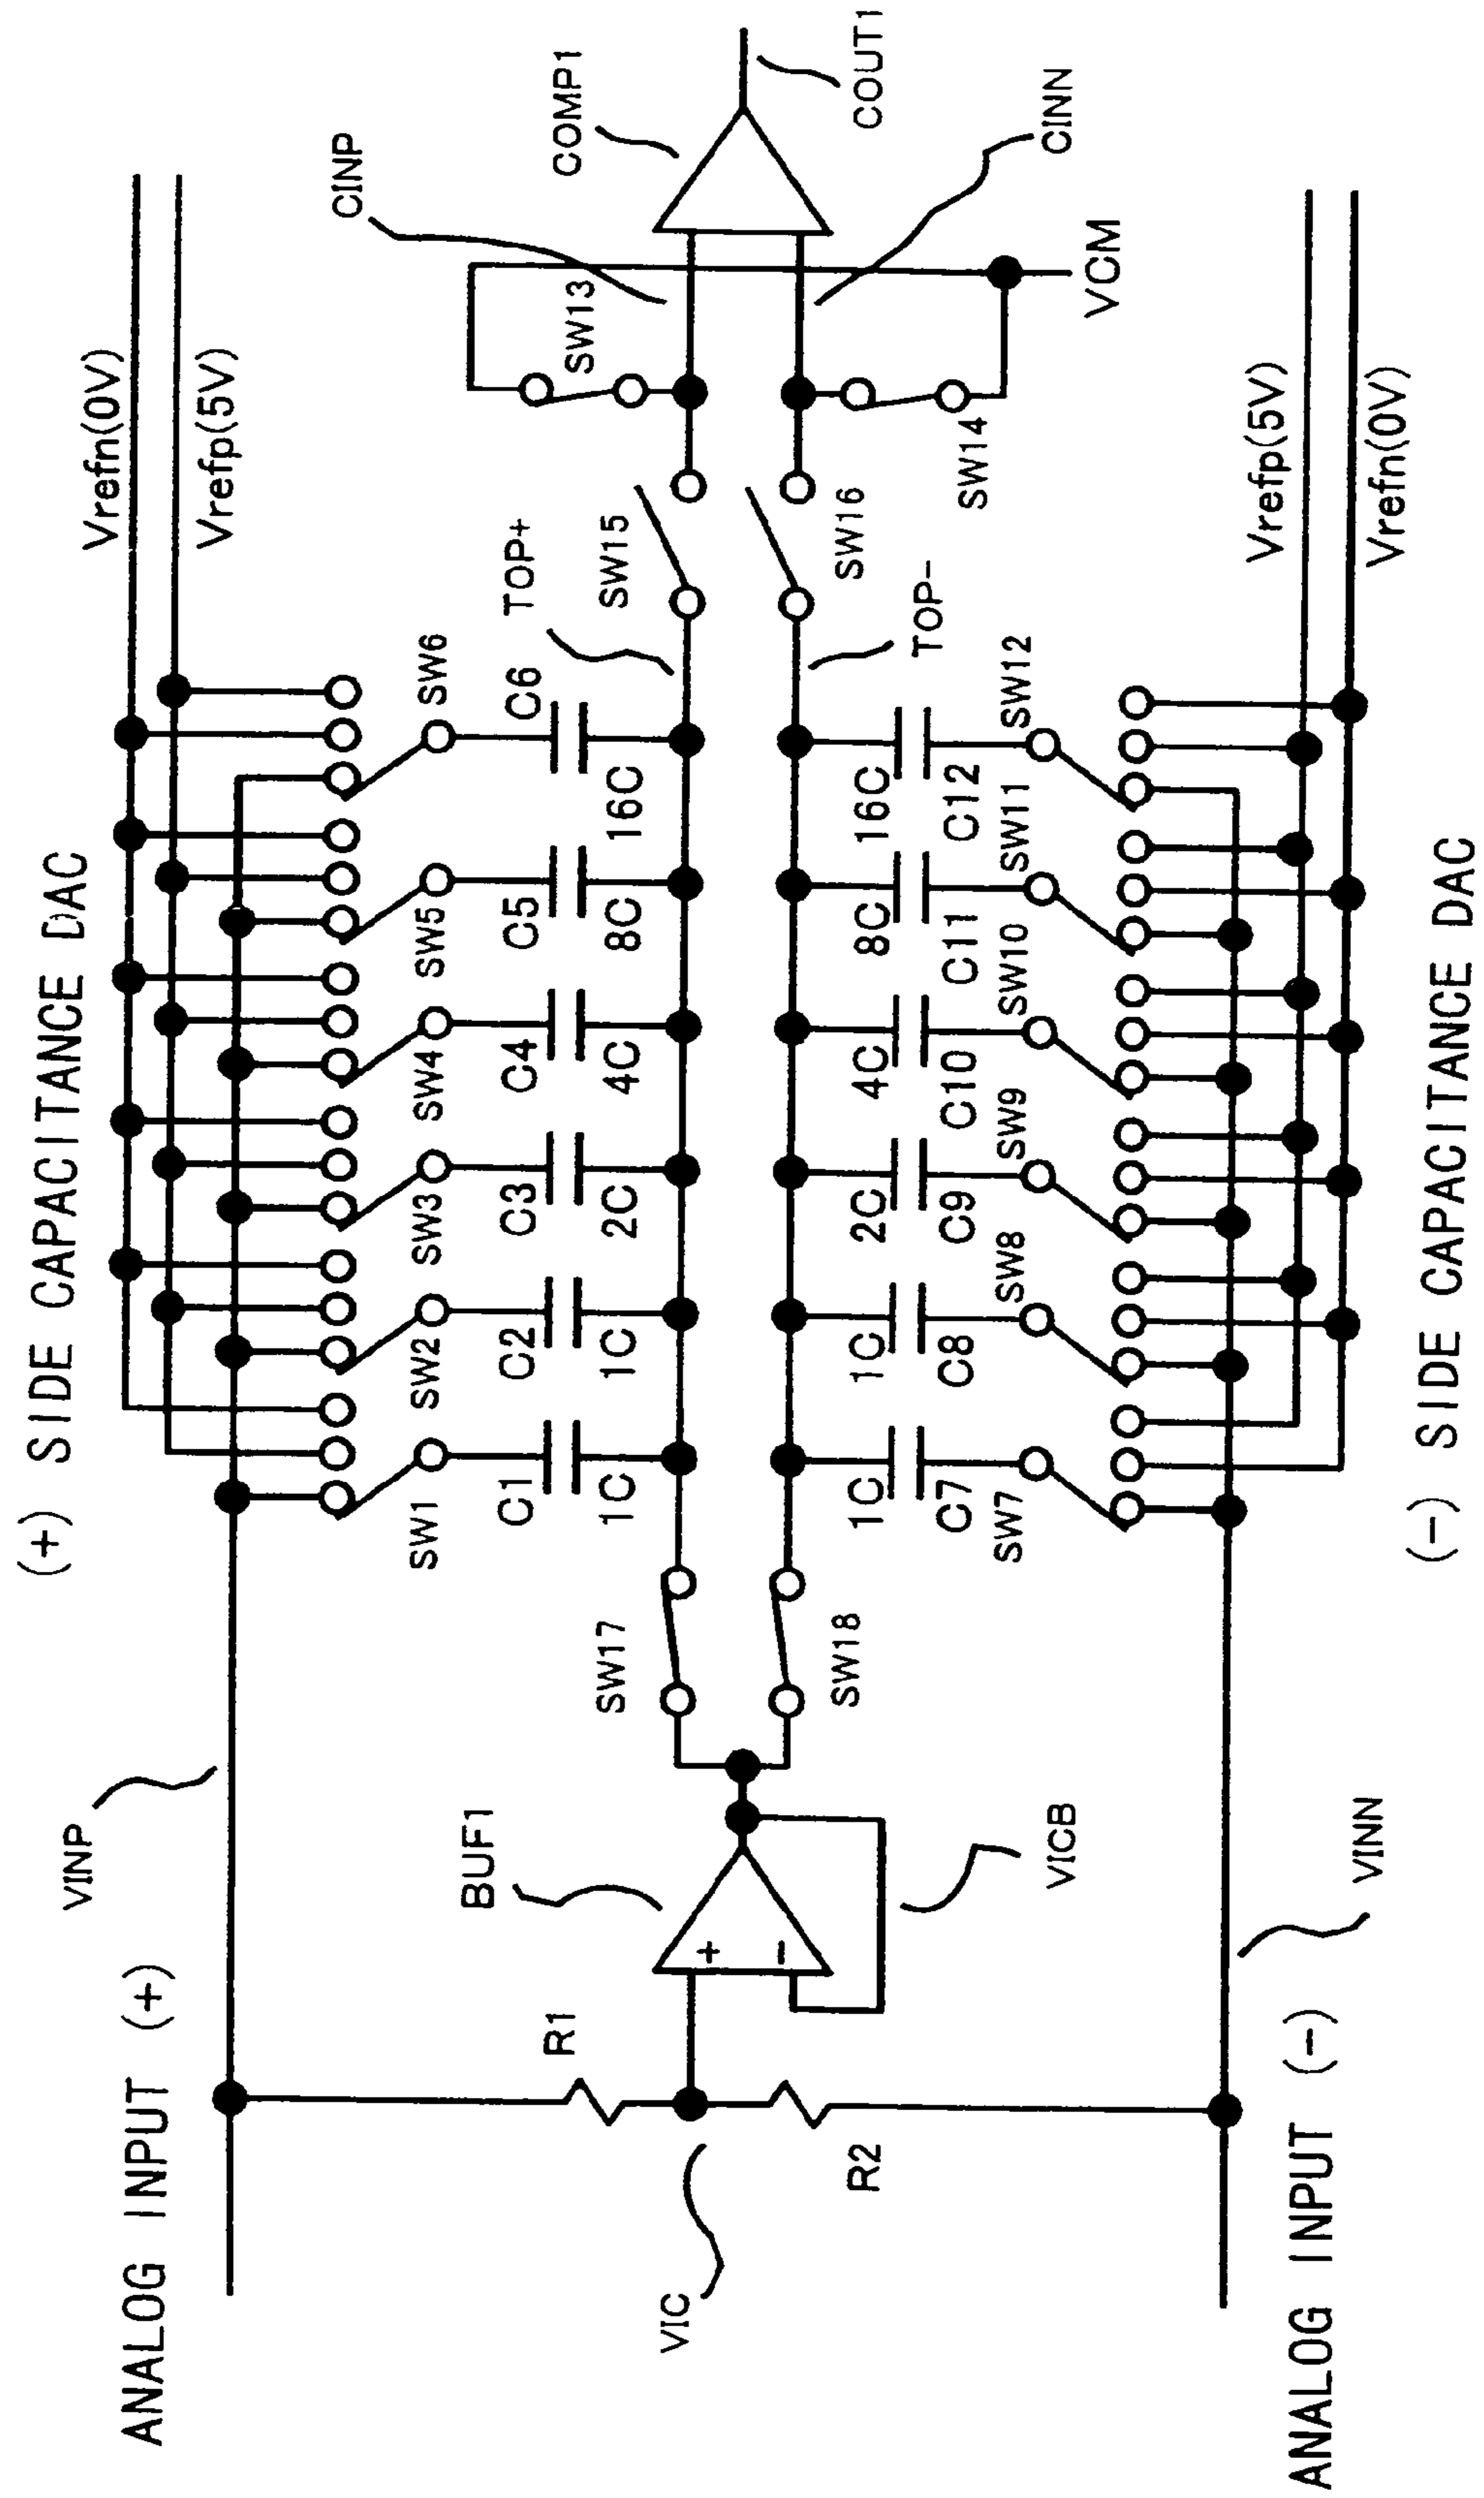 (+) SIDE CAPACITANCE DAC
Vrefn(0V)
Vrefp(5V)
ANALOG INPUT (+)
VINP
CINP
SW1
SW2
SW3
SW4
SW5
SW6
C1
C2
C3
C4
C5
C6
1C
1C
2C
4C
8C
16C
TOP+
SW13
COMP1
BUF1
R1
SW17
SW15
VIC
+
-
COUT1
R2
SW18
SW16
TOP-
1C
1C
2C
4C
8C
16C
C7
C8
C9
C10
C11
C12
SW14
CINN
VICB
VCM
SW7
SW8
SW9
SW10
SW11
SW12
VINN
ANALOG INPUT (-)
Vrefp(5V)
Vrefn(0V)
(-) SIDE CAPACITANCE DAC